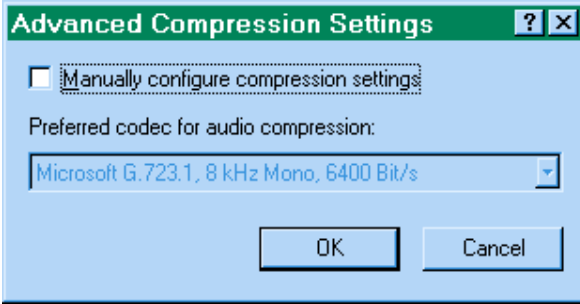 Advanced Compression Settings ? ×
Manually configure compression settings
Preferred codec for audio compression:
Microsoft G.723.1, 8 kHz Mono, 6400 Bit/s
OK Cancel